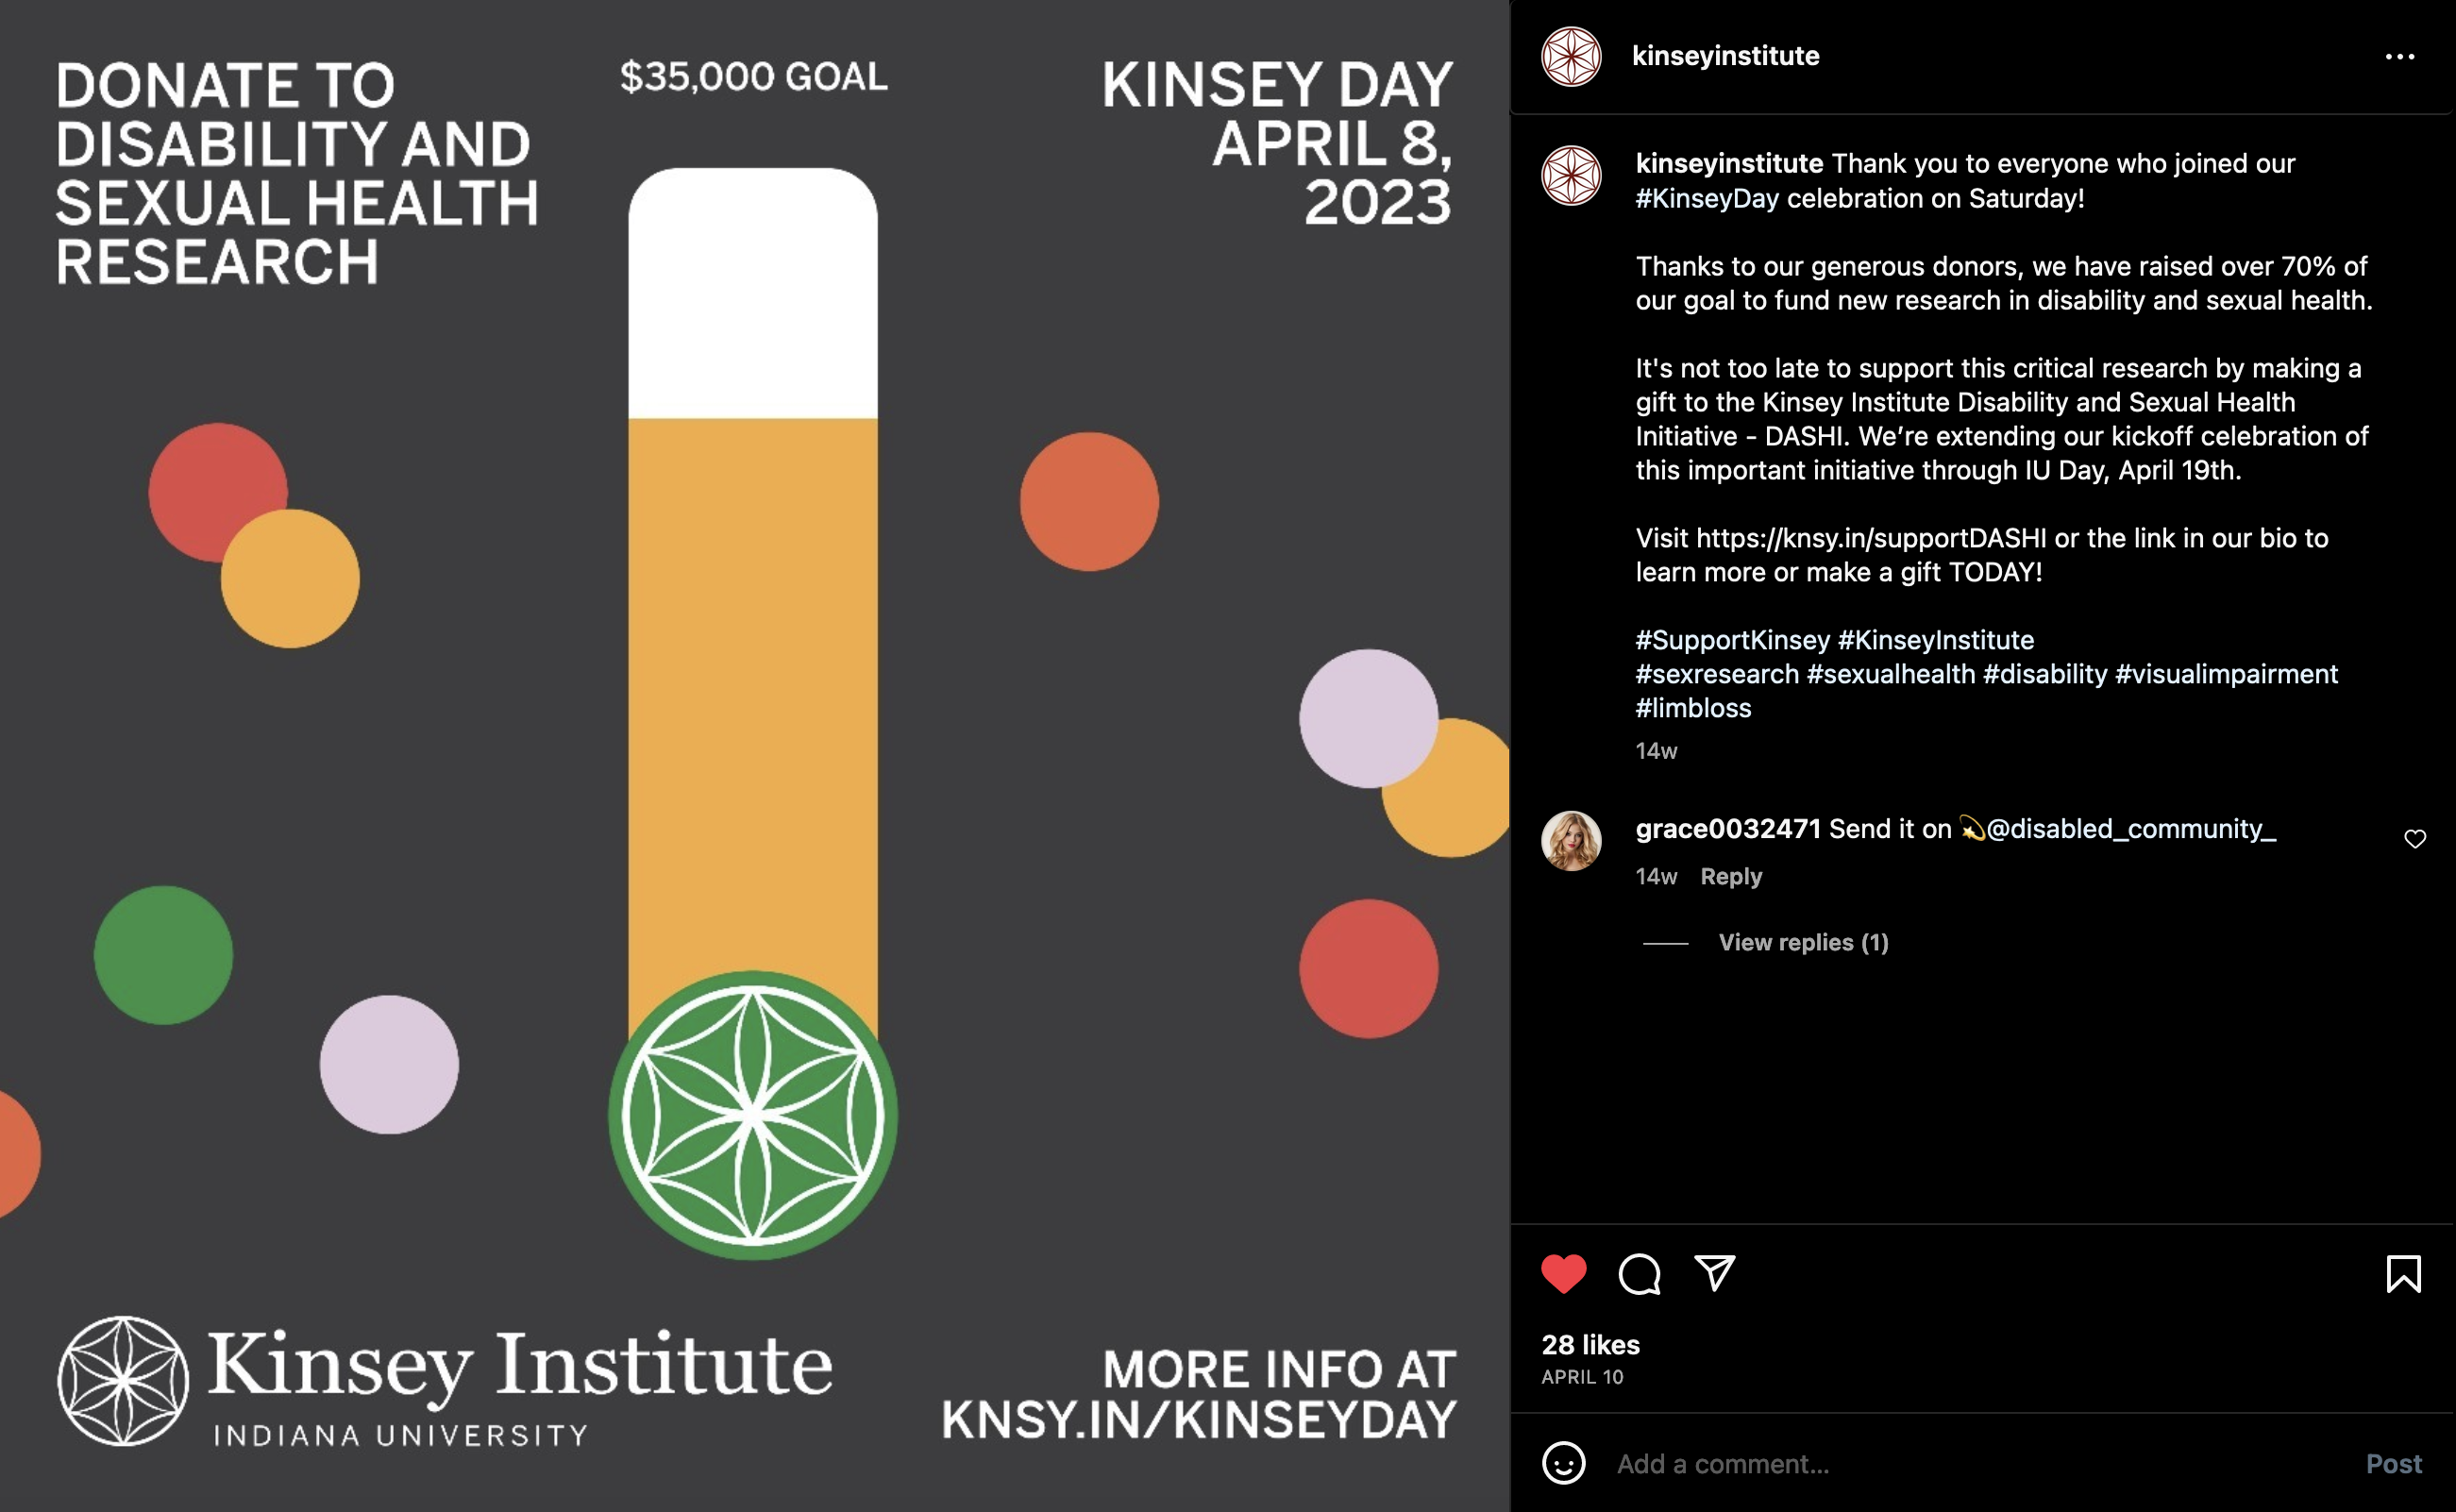 DONATE TO
DISABILITY AND
SEXUAL HEALTH
RESEARCH
$35,000 GOAL
KINSEY DAY
APRIL 8,
2023
Kinsey Institute
INDIANA UNIVERSITY
MORE INFO AT
KNSY.IN/KINSEYDAY
kinseyinstitute
kinseyinstitute Thank you to everyone who joined our
#KinseyDay celebration on Saturday!
Thanks to our generous donors, we have raised over 70% of
our goal to fund new research in disability and sexual health.
It's not too late to support this critical research by making a
gift to the Kinsey Institute Disability and Sexual Health
Initiative - DASHI. We’re extending our kickoff celebration of
this important initiative through IU Day, April 19th.
Visit https://knsy.in/supportDASHI or the link in our bio to
learn more or make a gift TODAY!
#SupportKinsey #KinseyInstitute
#sexresearch #sexualhealth #disability #visualimpairment
#limbloss
14w
grace0032471 Send it on 💫@disabled_community_
14w Reply
View replies (1)
28 likes
APRIL 10
Add a comment...
Post